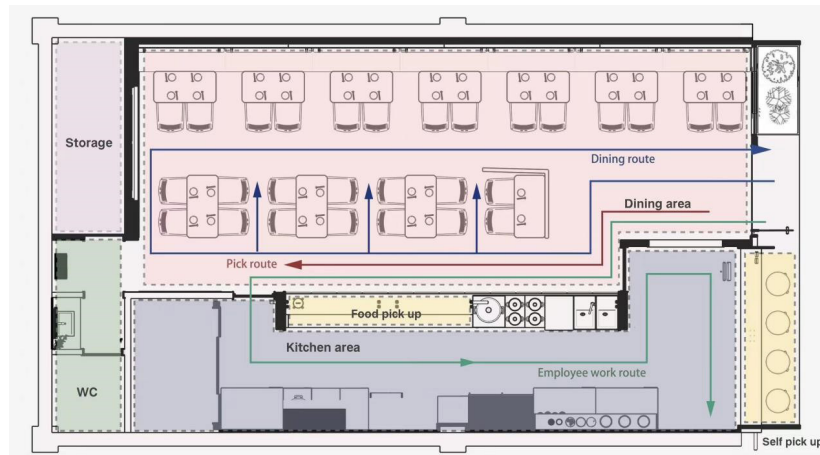 Storage
Dining route
Dining area
Pick route
Food pick up
Kitchen area
Employee work route
WC
Self pick up